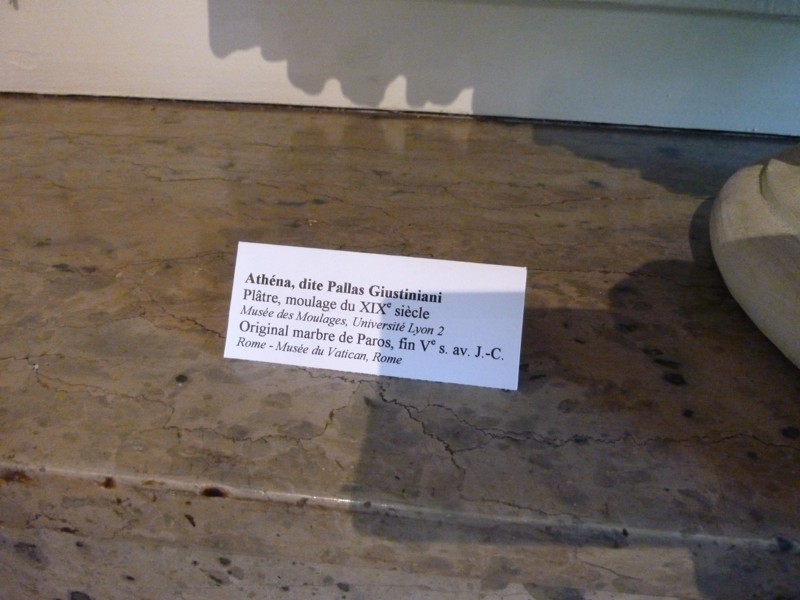 Athéna, dite Pallas Giustiniani
Plâtre, moulage du XIXe siècle
Musée des Moulages, Université Lyon 2
Original marbre de Paros, fin Ve s. av. J.-C.
Rome - Musée du Vatican, Rome